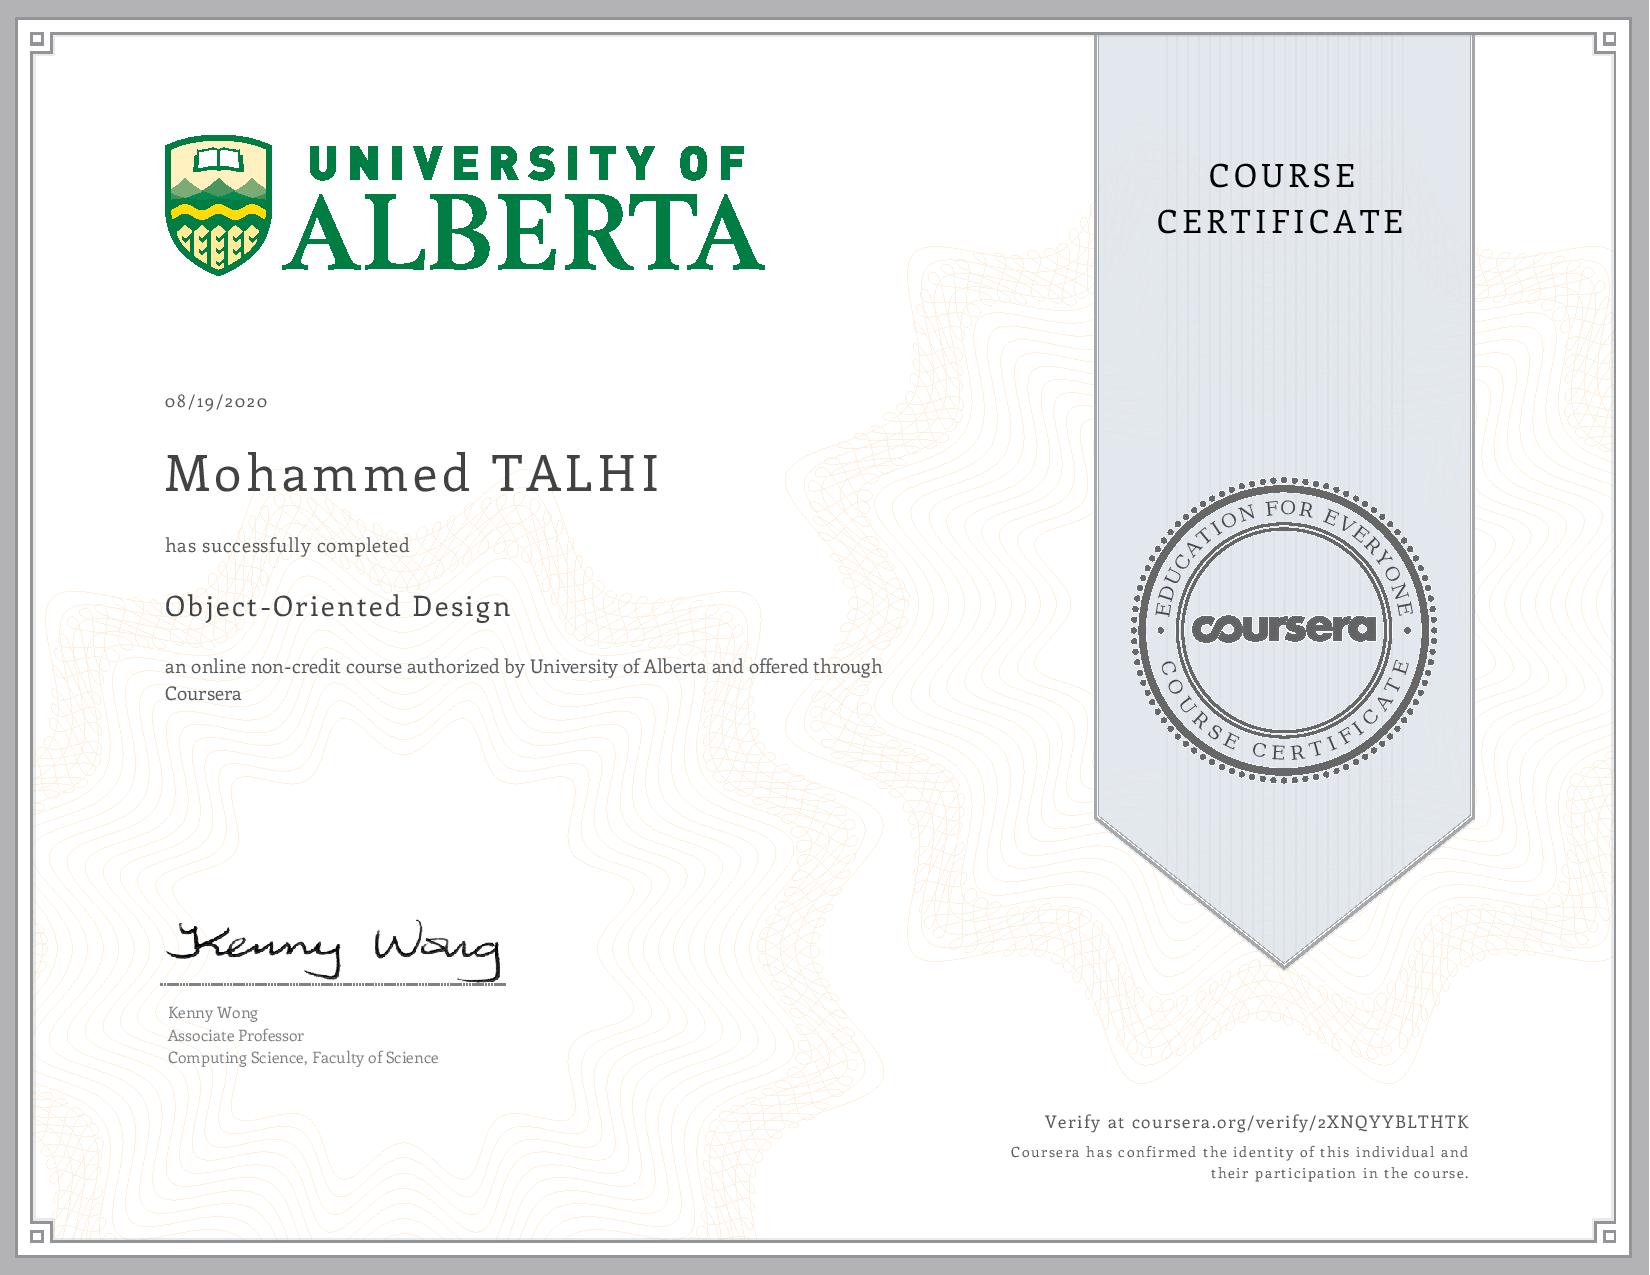 UNIVERSITY OF
ALBERTA
COURSE
CERTIFICATE
08/19/2020
Mohammed TALHI
has successfully completed
Object-Oriented Design
an online non-credit course authorized by University of Alberta and offered through
Coursera
EDUCATION FOR EVERYONE
coursera
COURSE CERTIFICATE
Kenny Wong
Kenny Wong
Associate Professor
Computing Science, Faculty of Science
Verify at coursera.org/verify/2XNQYYBLTHTK
Coursera has confirmed the identity of this individual and
their participation in the course.